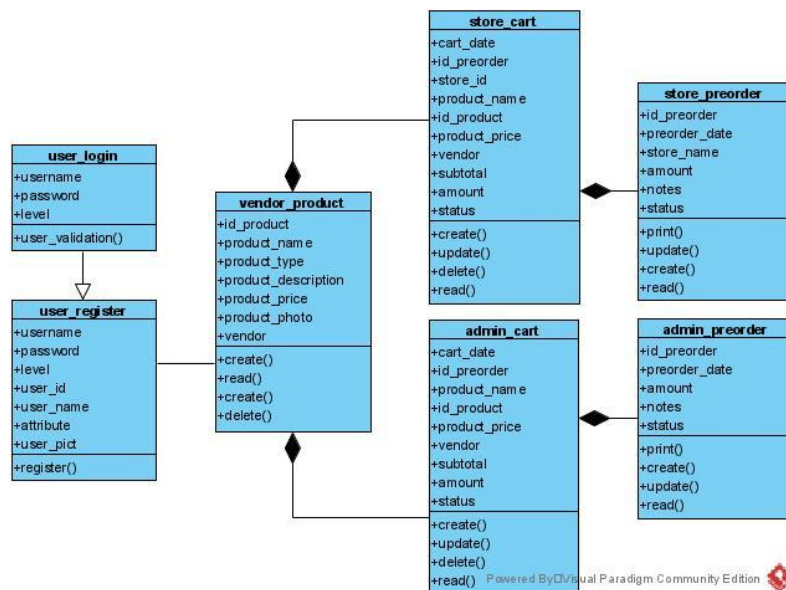 user_login
+username
+password
+level
+user_validation()
user_register
+username
+password
+level
+user_id
+user_name
+attribute
+user_pict
+register()
vendor_product
+id_product
+product_name
+product_type
+product_description
+product_price
+product_photo
+vendor
+create()
+read()
+create()
+delete()
store_cart
+cart_date
+id_preorder
+store_id
+product_name
+id_product
+product_price
+vendor
+subtotal
+amount
+status
+create()
+update()
+delete()
+read()
store_preorder
+id_preorder
+preorder_date
+store_name
+amount
+notes
+status
+print()
+update()
+create()
+read()
admin_cart
+cart_date
+id_preorder
+product_name
+id_product
+product_price
+vendor
+subtotal
+amount
+status
+create()
+update()
+delete()
+read()
admin_preorder
+id_preorder
+preorder_date
+amount
+notes
+status
+print()
+create()
+update()
+read()
Powered By□Visual Paradigm Community Edition